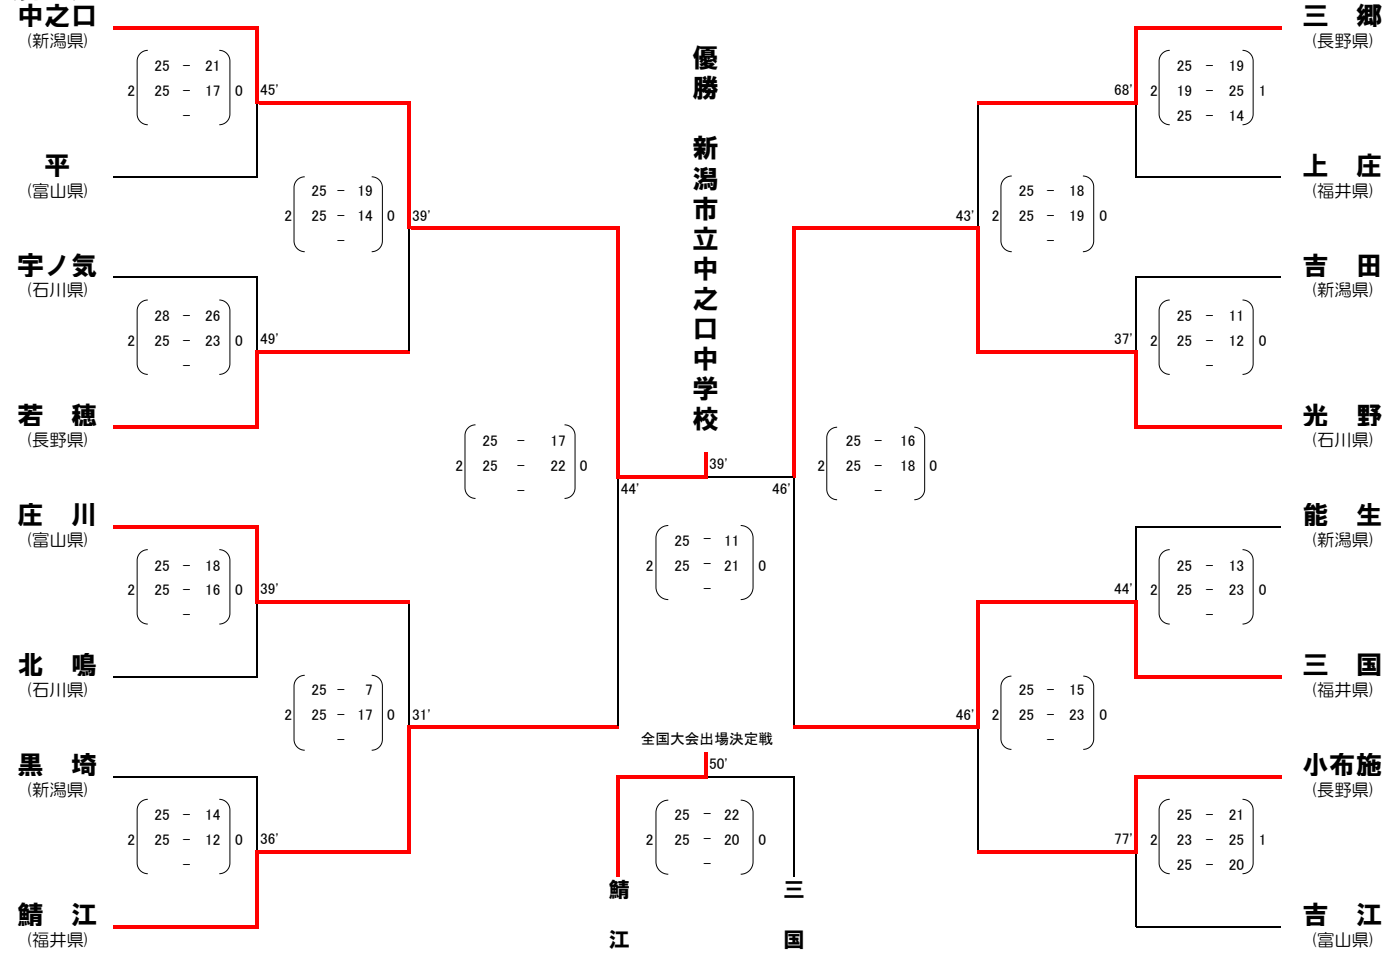 中之口
(新潟県)
25 - 21
2 25 - 17 0 45'
-
平
(富山県)
25 - 19
2 25 - 14 0 39'
-
宇ノ気
(石川県)
28 - 26
2 25 - 23 0 49'
-
若 穂
(長野県)
25 - 17
2 25 - 22 0
-
44'
庄 川
(富山県)
25 - 18
2 25 - 16 0 39'
-
北 鳴
(石川県)
25 - 7
2 25 - 17 0 31'
-
黒 埼
(新潟県)
25 - 14
2 25 - 12 0 36'
-
鯖 江
(福井県)
優勝 新潟市立中之口中学校
39'
25 - 11
2 25 - 21 0
-
全国大会出場決定戦
50'
25 - 22
2 25 - 20 0
-
鯖江
三国
三 郷
(長野県)
25 - 19
68' 2 19 - 25 1
25 - 14
上 庄
(福井県)
25 - 18
43' 2 25 - 19 0
-
吉 田
(新潟県)
25 - 11
37' 2 25 - 12 0
-
光 野
(石川県)
25 - 16
2 25 - 18 0
-
46'
能 生
(新潟県)
25 - 13
44' 2 25 - 23 0
-
三 国
(福井県)
25 - 15
46' 2 25 - 23 0
-
小布施
(長野県)
25 - 21
77' 2 23 - 25 1
25 - 20
吉 江
(富山県)